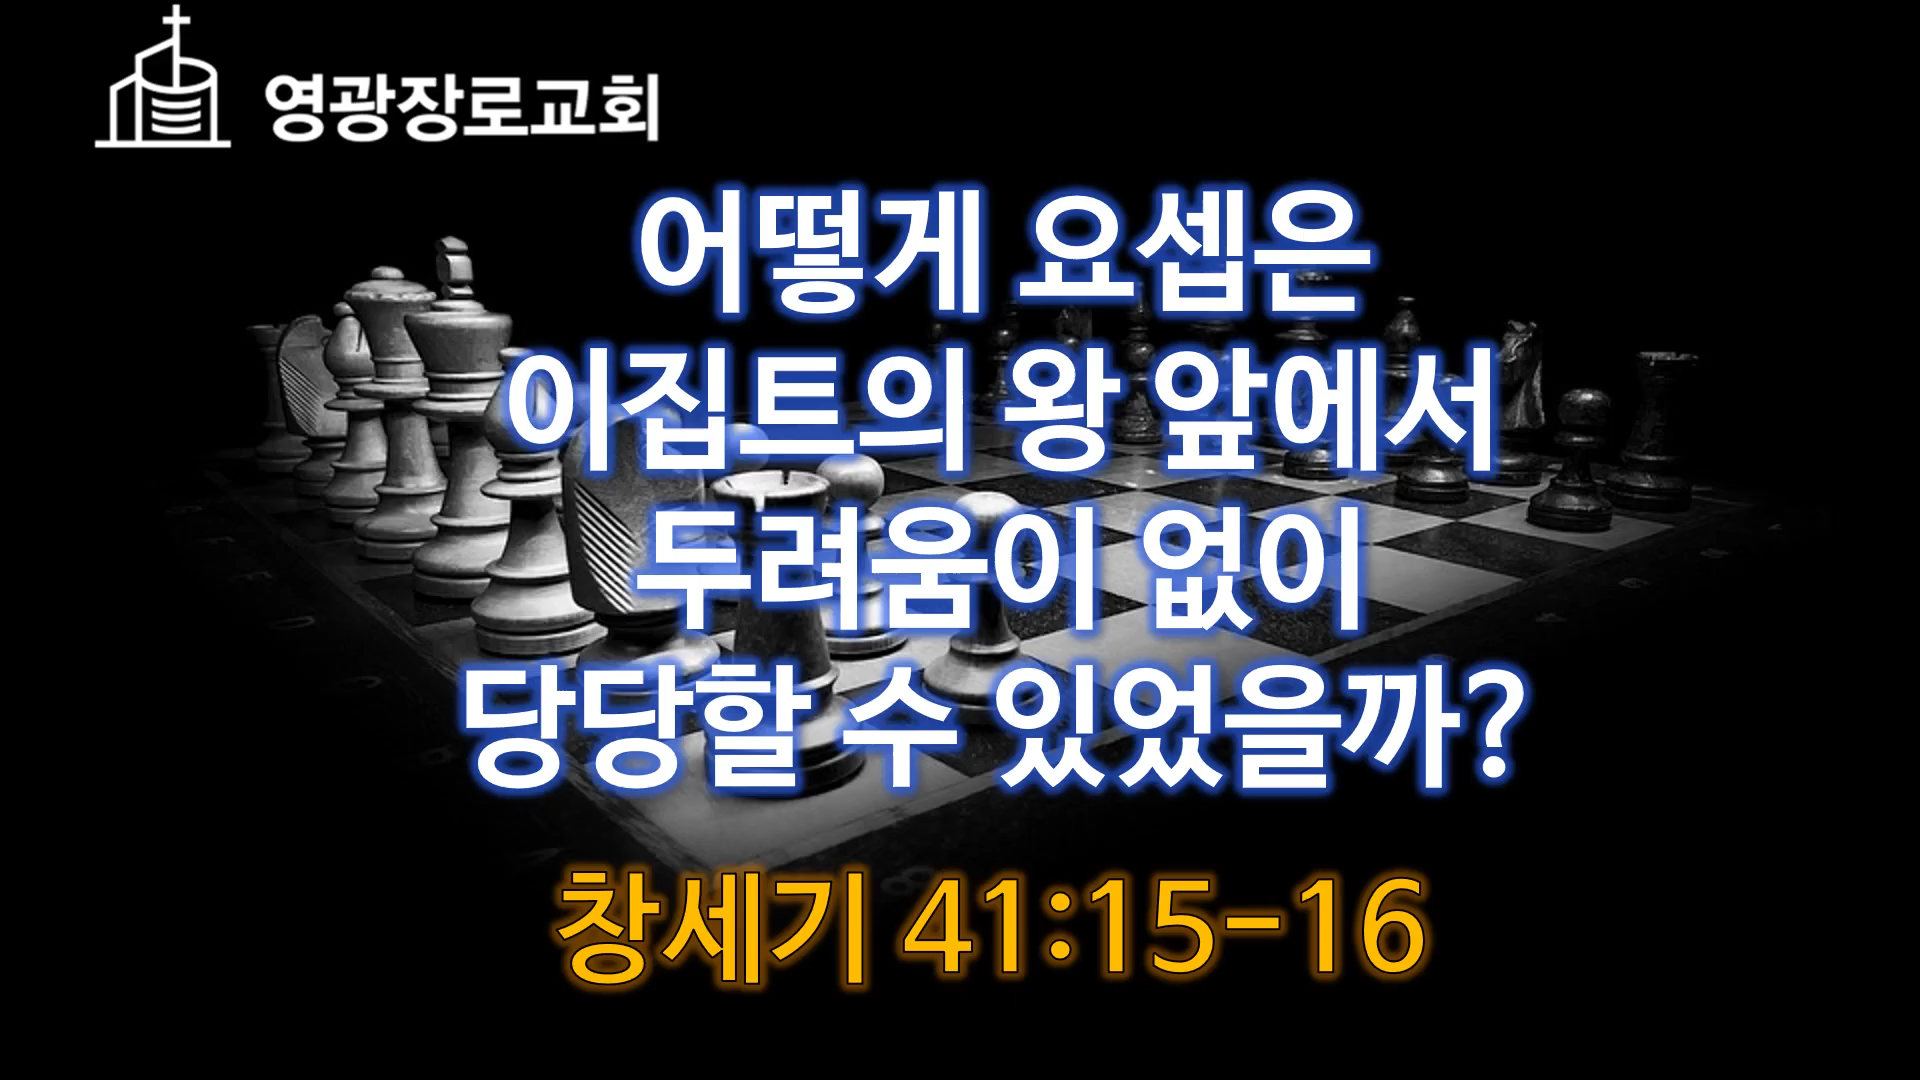 영광장로교회
어떻게 요셉은
이집트의 왕 앞에서
두려움이 없이
당당할 수 있었을까?
창세기 41:15-16